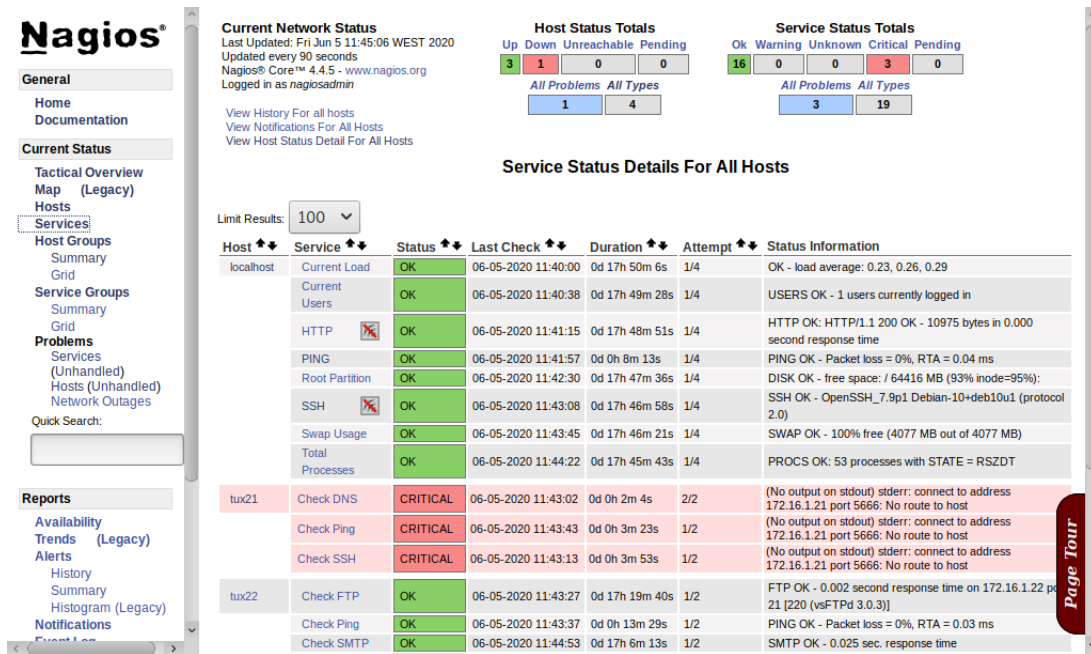 Nagios®
General
Home
Documentation
Current Status
Tactical Overview
Map (Legacy)
Hosts
Services
Host Groups
Summary
Grid
Service Groups
Summary
Grid
Problems
Services
(Unhandled)
Hosts (Unhandled)
Network Outages
Quick Search:
Reports
Availability
Trends (Legacy)
Alerts
History
Summary
Histogram (Legacy)
Notifications
Event Log
Current Network Status
Last Updated: Fri Jun 5 11:45:06 WEST 2020
Updated every 90 seconds
Nagios® Core™ 4.4.5 - www.nagios.org
Logged in as nagiosadmin
View History For all hosts
View Notifications For All Hosts
View Host Status Detail For All Hosts
Host Status Totals
Up Down Unreachable Pending
3 1 0 0
All Problems All Types
1 4
Service Status Totals
Ok Warning Unknown Critical Pending
16 0 0 3 0
All Problems All Types
3 19
Service Status Details For All Hosts
Limit Results: 100
Host Service Status Last Check Duration Attempt Status Information
localhost Current Load OK 06-05-2020 11:40:00 0d 17h 50m 6s 1/4 OK - load average: 0.23, 0.26, 0.29
Current Users OK 06-05-2020 11:40:38 0d 17h 49m 28s 1/4 USERS OK - 1 users currently logged in
HTTP OK 06-05-2020 11:41:15 0d 17h 48m 51s 1/4 HTTP OK: HTTP/1.1 200 OK - 10975 bytes in 0.000 second response time
PING OK 06-05-2020 11:41:57 0d 0h 8m 13s 1/4 PING OK - Packet loss = 0%, RTA = 0.04 ms
Root Partition OK 06-05-2020 11:42:30 0d 17h 47m 36s 1/4 DISK OK - free space: / 64416 MB (93% inode=95%):
SSH OK 06-05-2020 11:43:08 0d 17h 46m 58s 1/4 SSH OK - OpenSSH_7.9p1 Debian-10+deb10u1 (protocol 2.0)
Swap Usage OK 06-05-2020 11:43:45 0d 17h 46m 21s 1/4 SWAP OK - 100% free (4077 MB out of 4077 MB)
Total Processes OK 06-05-2020 11:44:22 0d 17h 45m 43s 1/4 PROCS OK: 53 processes with STATE = RSZDT
tux21 Check DNS CRITICAL 06-05-2020 11:43:02 0d 0h 2m 4s 2/2 (No output on stdout) stderr: connect to address 172.16.1.21 port 5666: No route to host
Check Ping CRITICAL 06-05-2020 11:43:43 0d 0h 3m 23s 1/2 (No output on stdout) stderr: connect to address 172.16.1.21 port 5666: No route to host
Check SSH CRITICAL 06-05-2020 11:43:13 0d 0h 3m 53s 1/2 (No output on stdout) stderr: connect to address 172.16.1.21 port 5666: No route to host
tux22 Check FTP OK 06-05-2020 11:43:27 0d 17h 19m 40s 1/2 FTP OK - 0.002 second response time on 172.16.1.22 po 21 [220 (vsFTPd 3.0.3)]
Check Ping OK 06-05-2020 11:43:37 0d 0h 13m 29s 1/2 PING OK - Packet loss = 0%, RTA = 0.03 ms
Check SMTP OK 06-05-2020 11:44:53 0d 17h 6m 13s 1/2 SMTP OK - 0.025 sec. response time
Page Tour